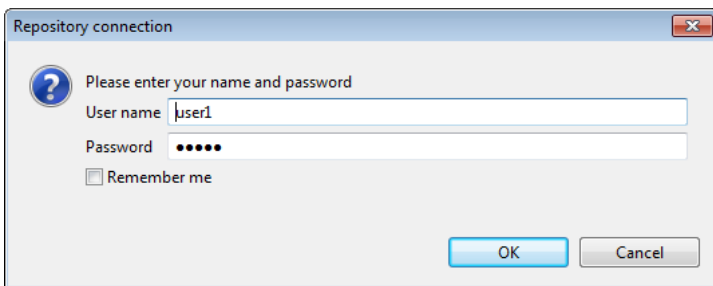 Repository connection
Please enter your name and password
User name user1
Password •••••
Remember me
OK Cancel